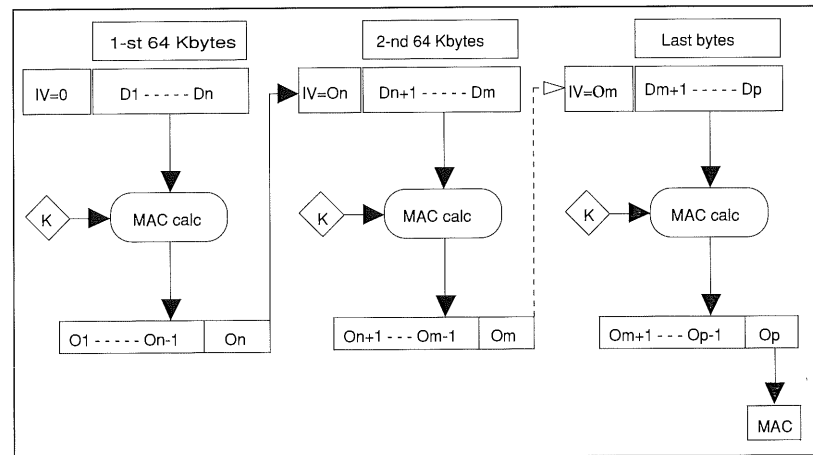 1-st 64 Kbytes
2-nd 64 Kbytes
Last bytes
IV=0 D1 - - - - - Dn
IV=On Dn+1 - - - - - Dm
IV=Om Dm+1 - - - - - Dp
K MAC calc
K MAC calc
K MAC calc
O1 - - - - - On-1 On
On+1 - - - Om-1 Om
Om+1 - - - Op-1 Op
MAC